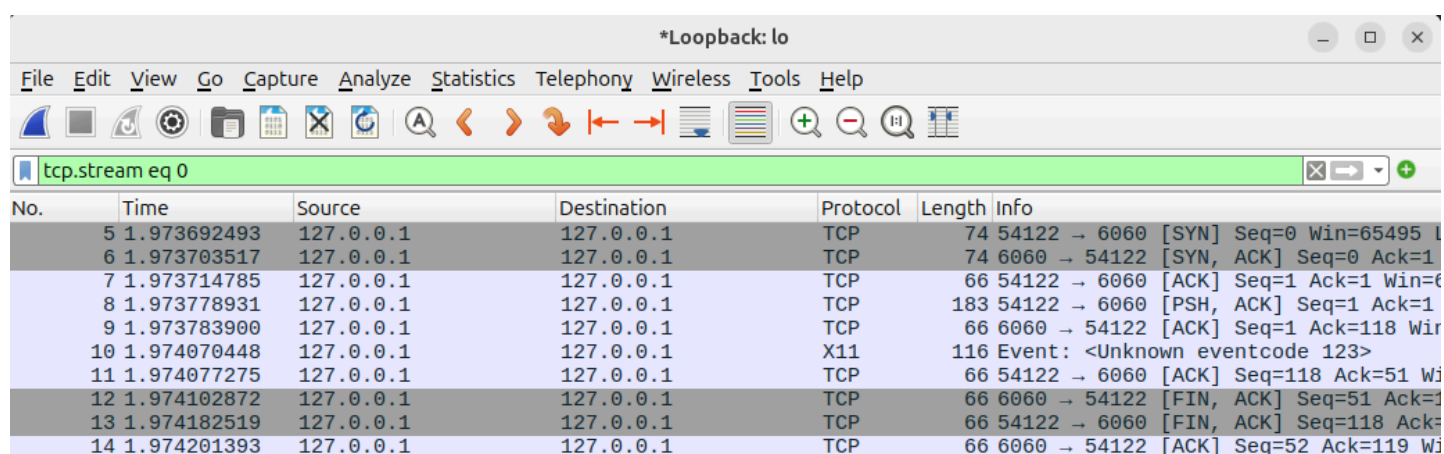 *Loopback: lo
File Edit View Go Capture Analyze Statistics Telephony Wireless Tools Help
tcp.stream eq 0
No. Time Source Destination Protocol Length Info
5 1.973692493 127.0.0.1 127.0.0.1 TCP 74 54122 → 6060 [SYN] Seq=0 Win=65495 L
6 1.973703517 127.0.0.1 127.0.0.1 TCP 74 6060 → 54122 [SYN, ACK] Seq=0 Ack=1
7 1.973714785 127.0.0.1 127.0.0.1 TCP 66 54122 → 6060 [ACK] Seq=1 Ack=1 Win=6
8 1.973778931 127.0.0.1 127.0.0.1 TCP 183 54122 → 6060 [PSH, ACK] Seq=1 Ack=1
9 1.973783900 127.0.0.1 127.0.0.1 TCP 66 6060 → 54122 [ACK] Seq=1 Ack=118 Win
10 1.974070448 127.0.0.1 127.0.0.1 X11 116 Event: <Unknown eventcode 123>
11 1.974077275 127.0.0.1 127.0.0.1 TCP 66 54122 → 6060 [ACK] Seq=118 Ack=51 Wi
12 1.974102872 127.0.0.1 127.0.0.1 TCP 66 6060 → 54122 [FIN, ACK] Seq=51 Ack=1
13 1.974182519 127.0.0.1 127.0.0.1 TCP 66 54122 → 6060 [FIN, ACK] Seq=118 Ack=
14 1.974201393 127.0.0.1 127.0.0.1 TCP 66 6060 → 54122 [ACK] Seq=52 Ack=119 Wi